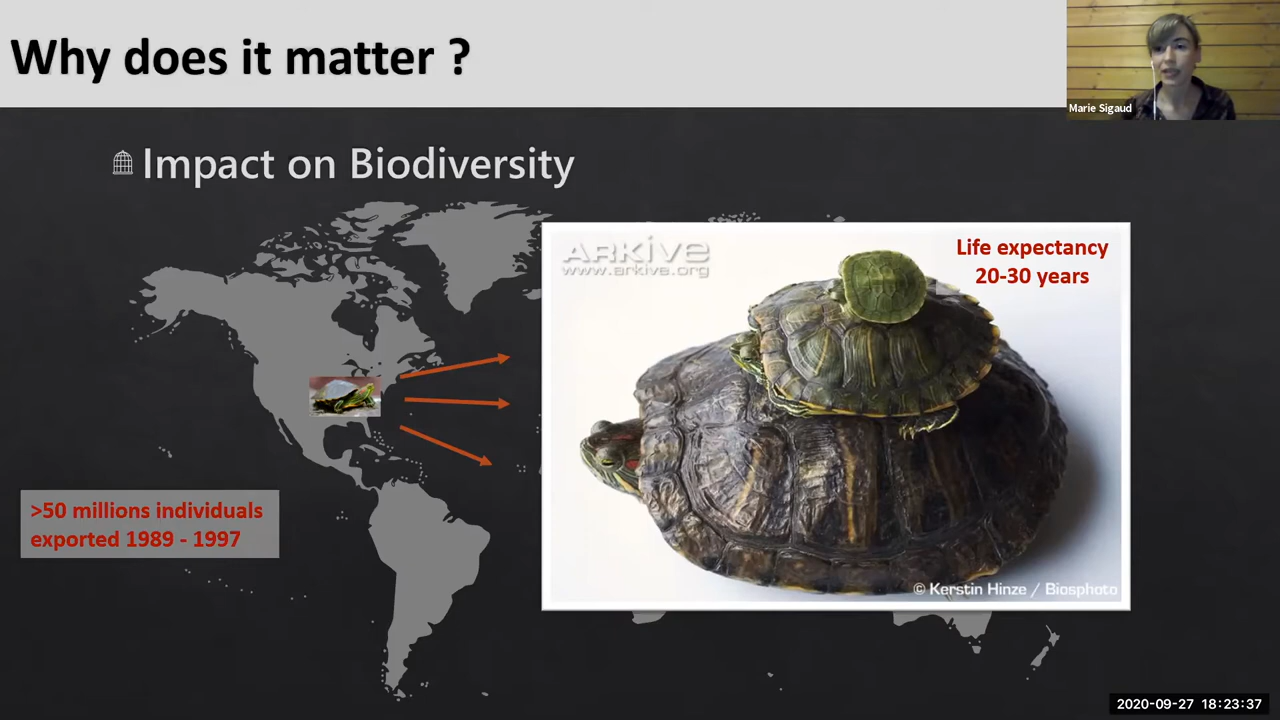 Why does it matter ?
Marie Sigaud
Impact on Biodiversity
ARKive
www.arkive.org
Life expectancy
20-30 years
>50 millions individuals
exported 1989 - 1997
© Kerstin Hinze / Biosphoto
2020-09-27 18:23:37